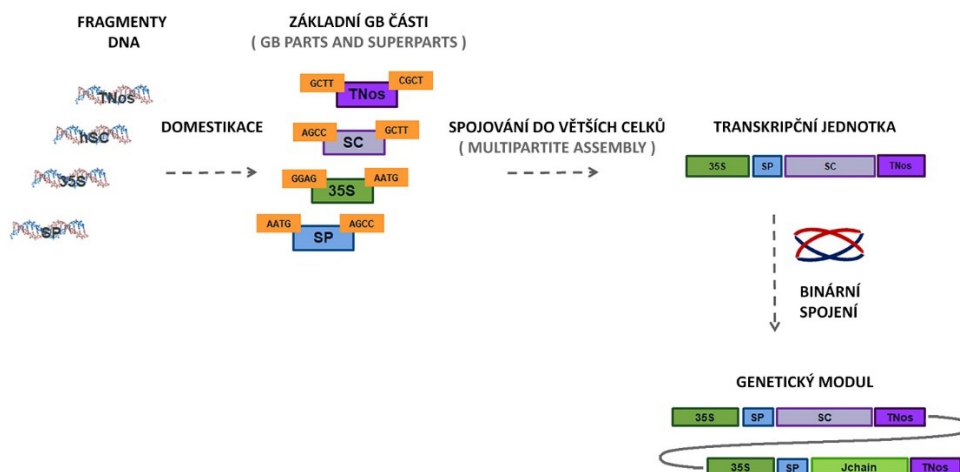 FRAGMENTY
DNA
ZÁKLADNÍ GB ČÁSTI
( GB PARTS AND SUPERPARTS )
TNos
hSC
35S
SP
DOMESTIKACE
GCTT
CGCT
TNos
AGCC
GCTT
SC
GGAG
AATG
35S
AATG
AGCC
SP
SPOJOVÁNÍ DO VĚTŠÍCH CELKŮ
( MULTIPARTITE ASSEMBLY )
TRANSKRIPČNÍ JEDNOTKA
35S SP SC TNos
BINÁRNÍ
SPOJENÍ
GENETICKÝ MODUL
35S SP SC TNos
35S SP Jchain TNos